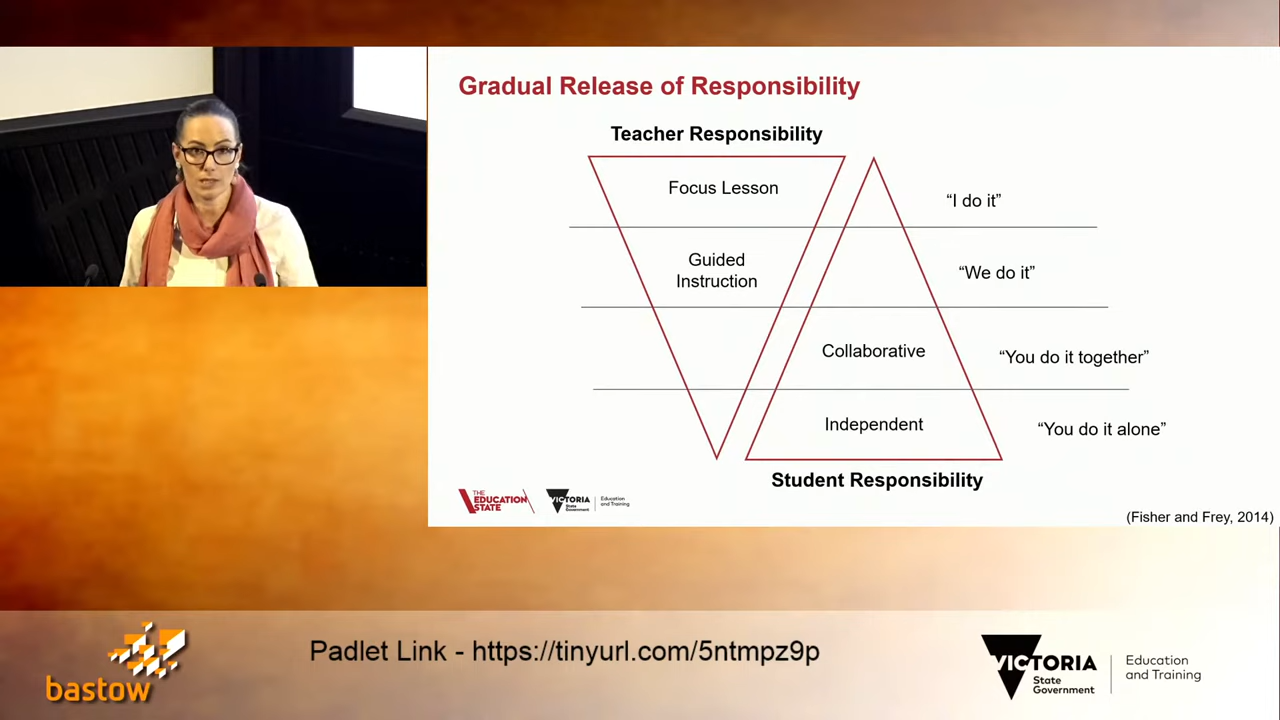 Gradual Release of Responsibility
Teacher Responsibility
Focus Lesson
“I do it”
Guided
Instruction
“We do it”
Collaborative
“You do it together”
Independent
“You do it alone”
Student Responsibility
THE
EDUCATION
STATE
VICTORIA
State
Government
Education
and Training
(Fisher and Frey, 2014)
bastow
Padlet Link - https://tinyurl.com/5ntmpz9p
VICTORIA
State
Government
Education
and Training